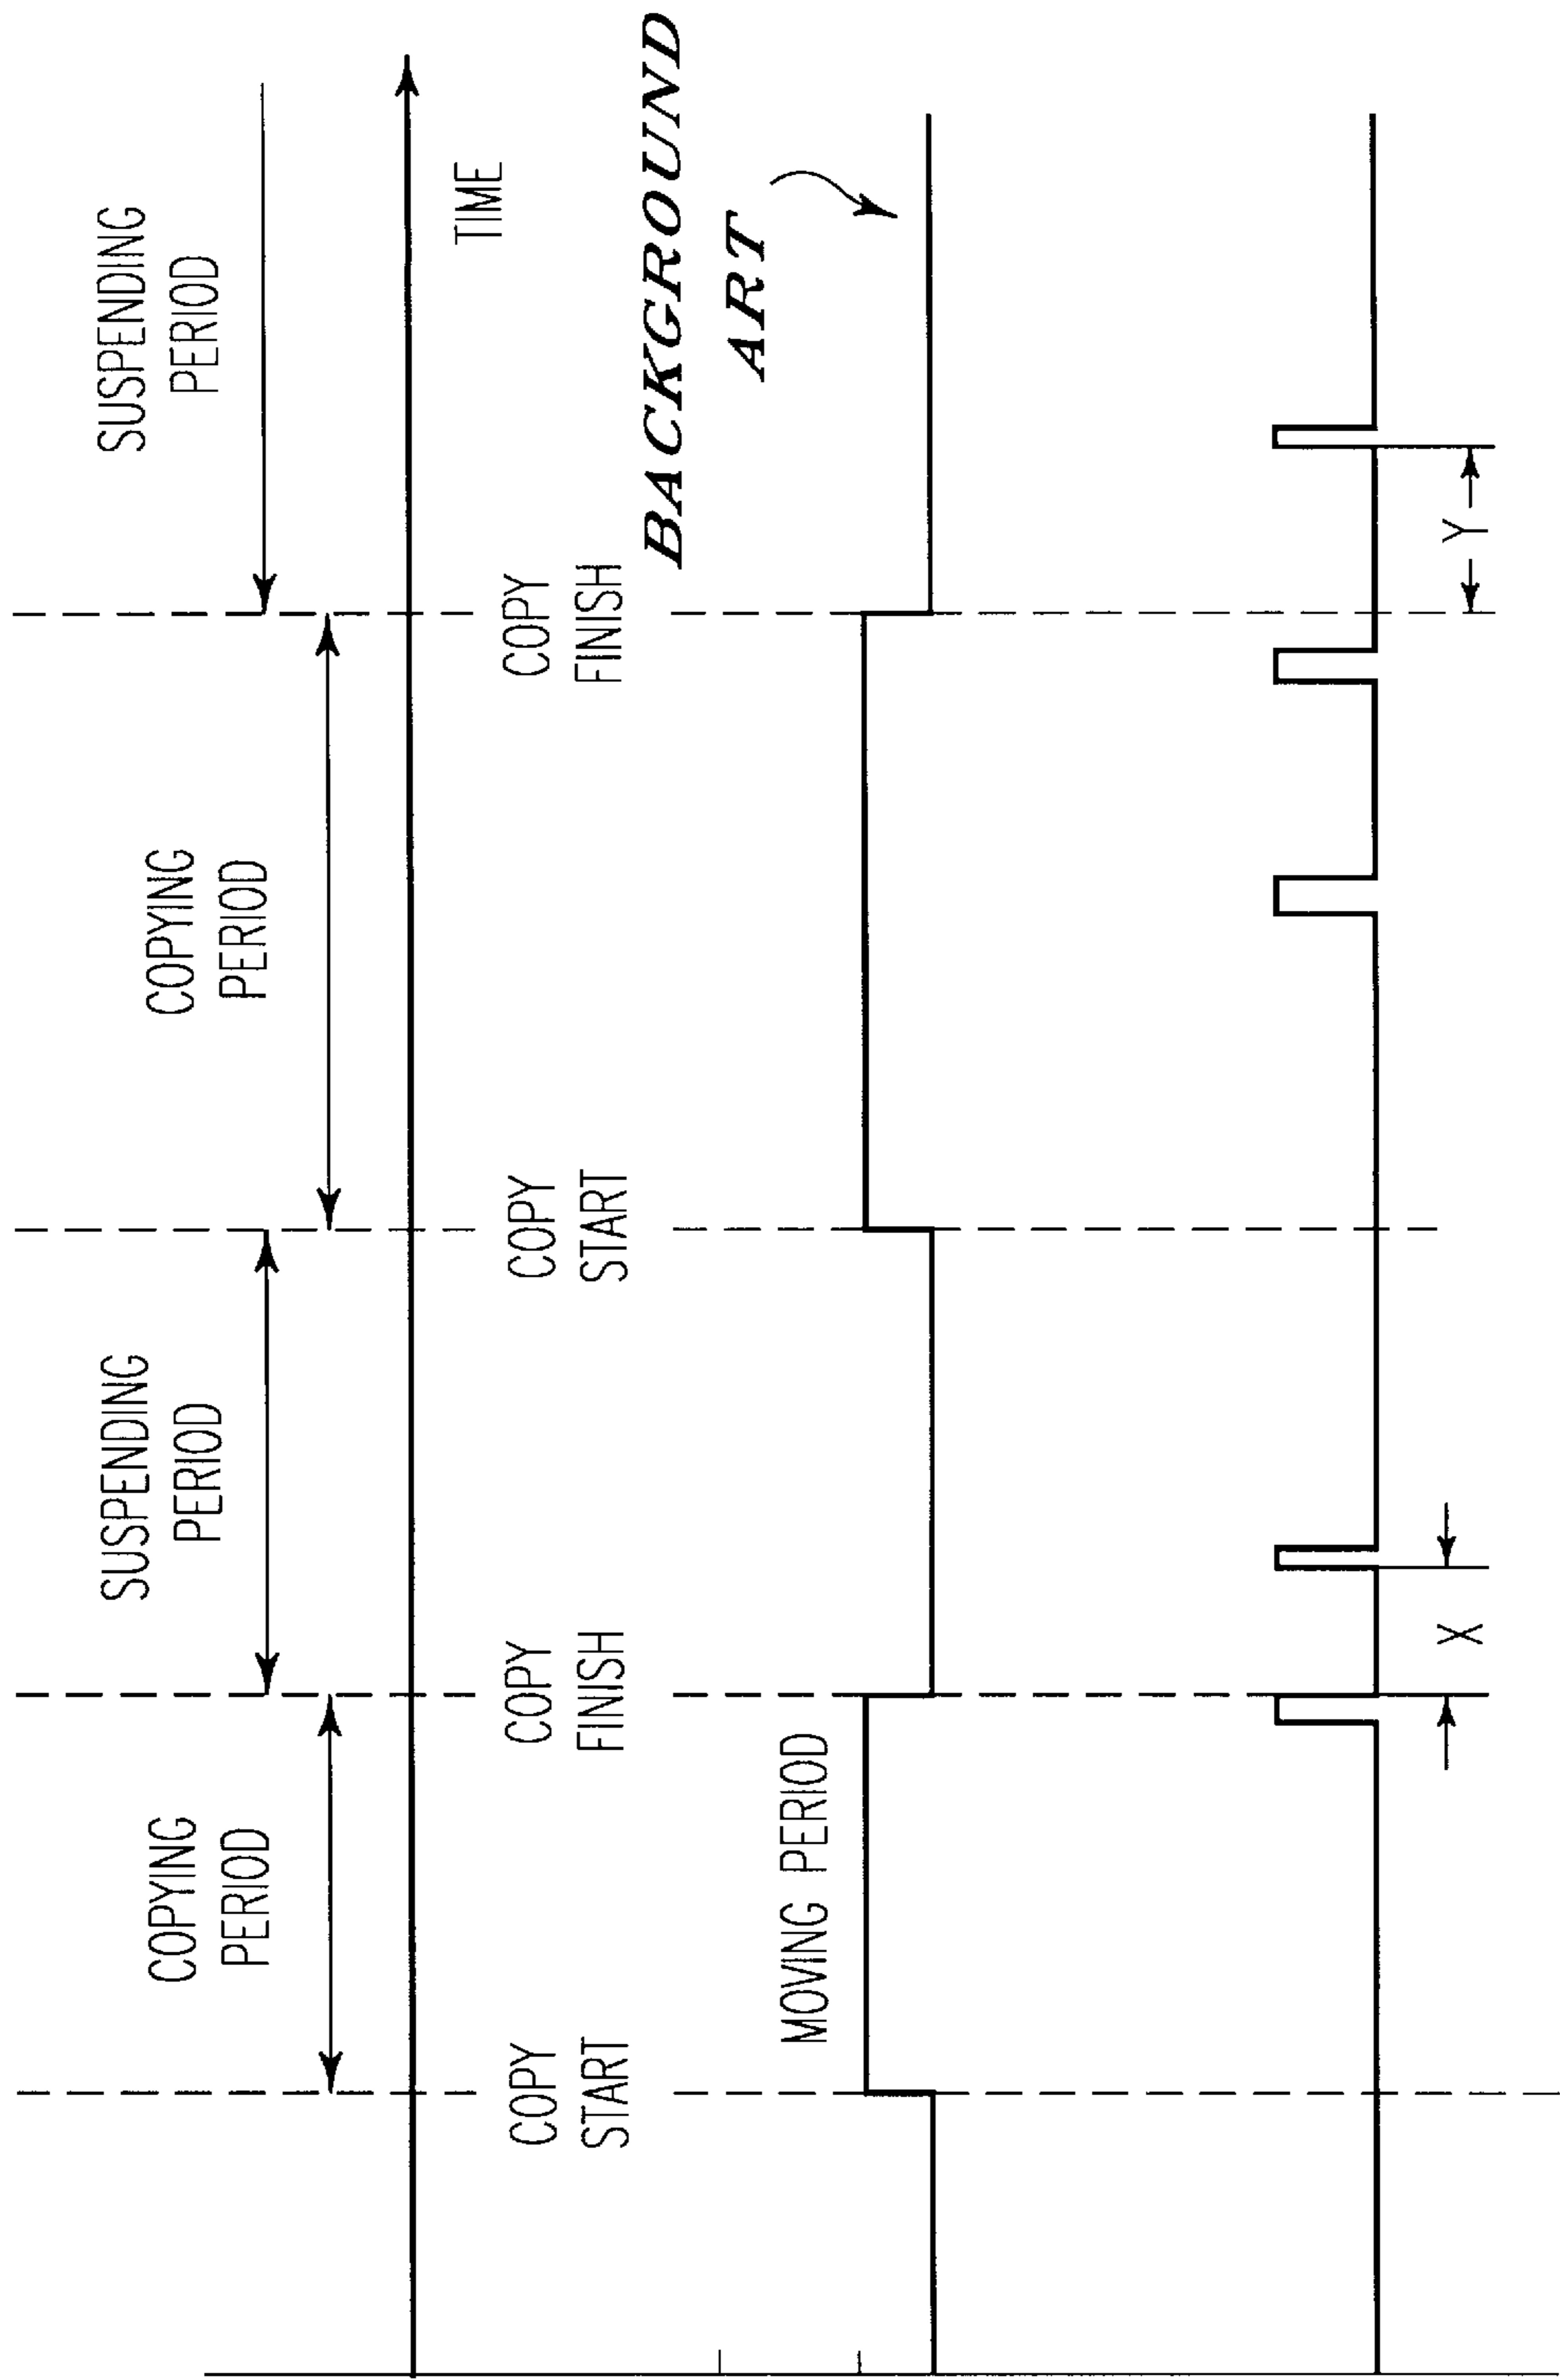 COPYING
PERIOD
SUSPENDING
PERIOD
COPYING
PERIOD
SUSPENDING
PERIOD
TIME
COPY
START
COPY
FINISH
COPY
START
COPY
FINISH
BACKGROUND
ART
MOVING PERIOD
X
Y